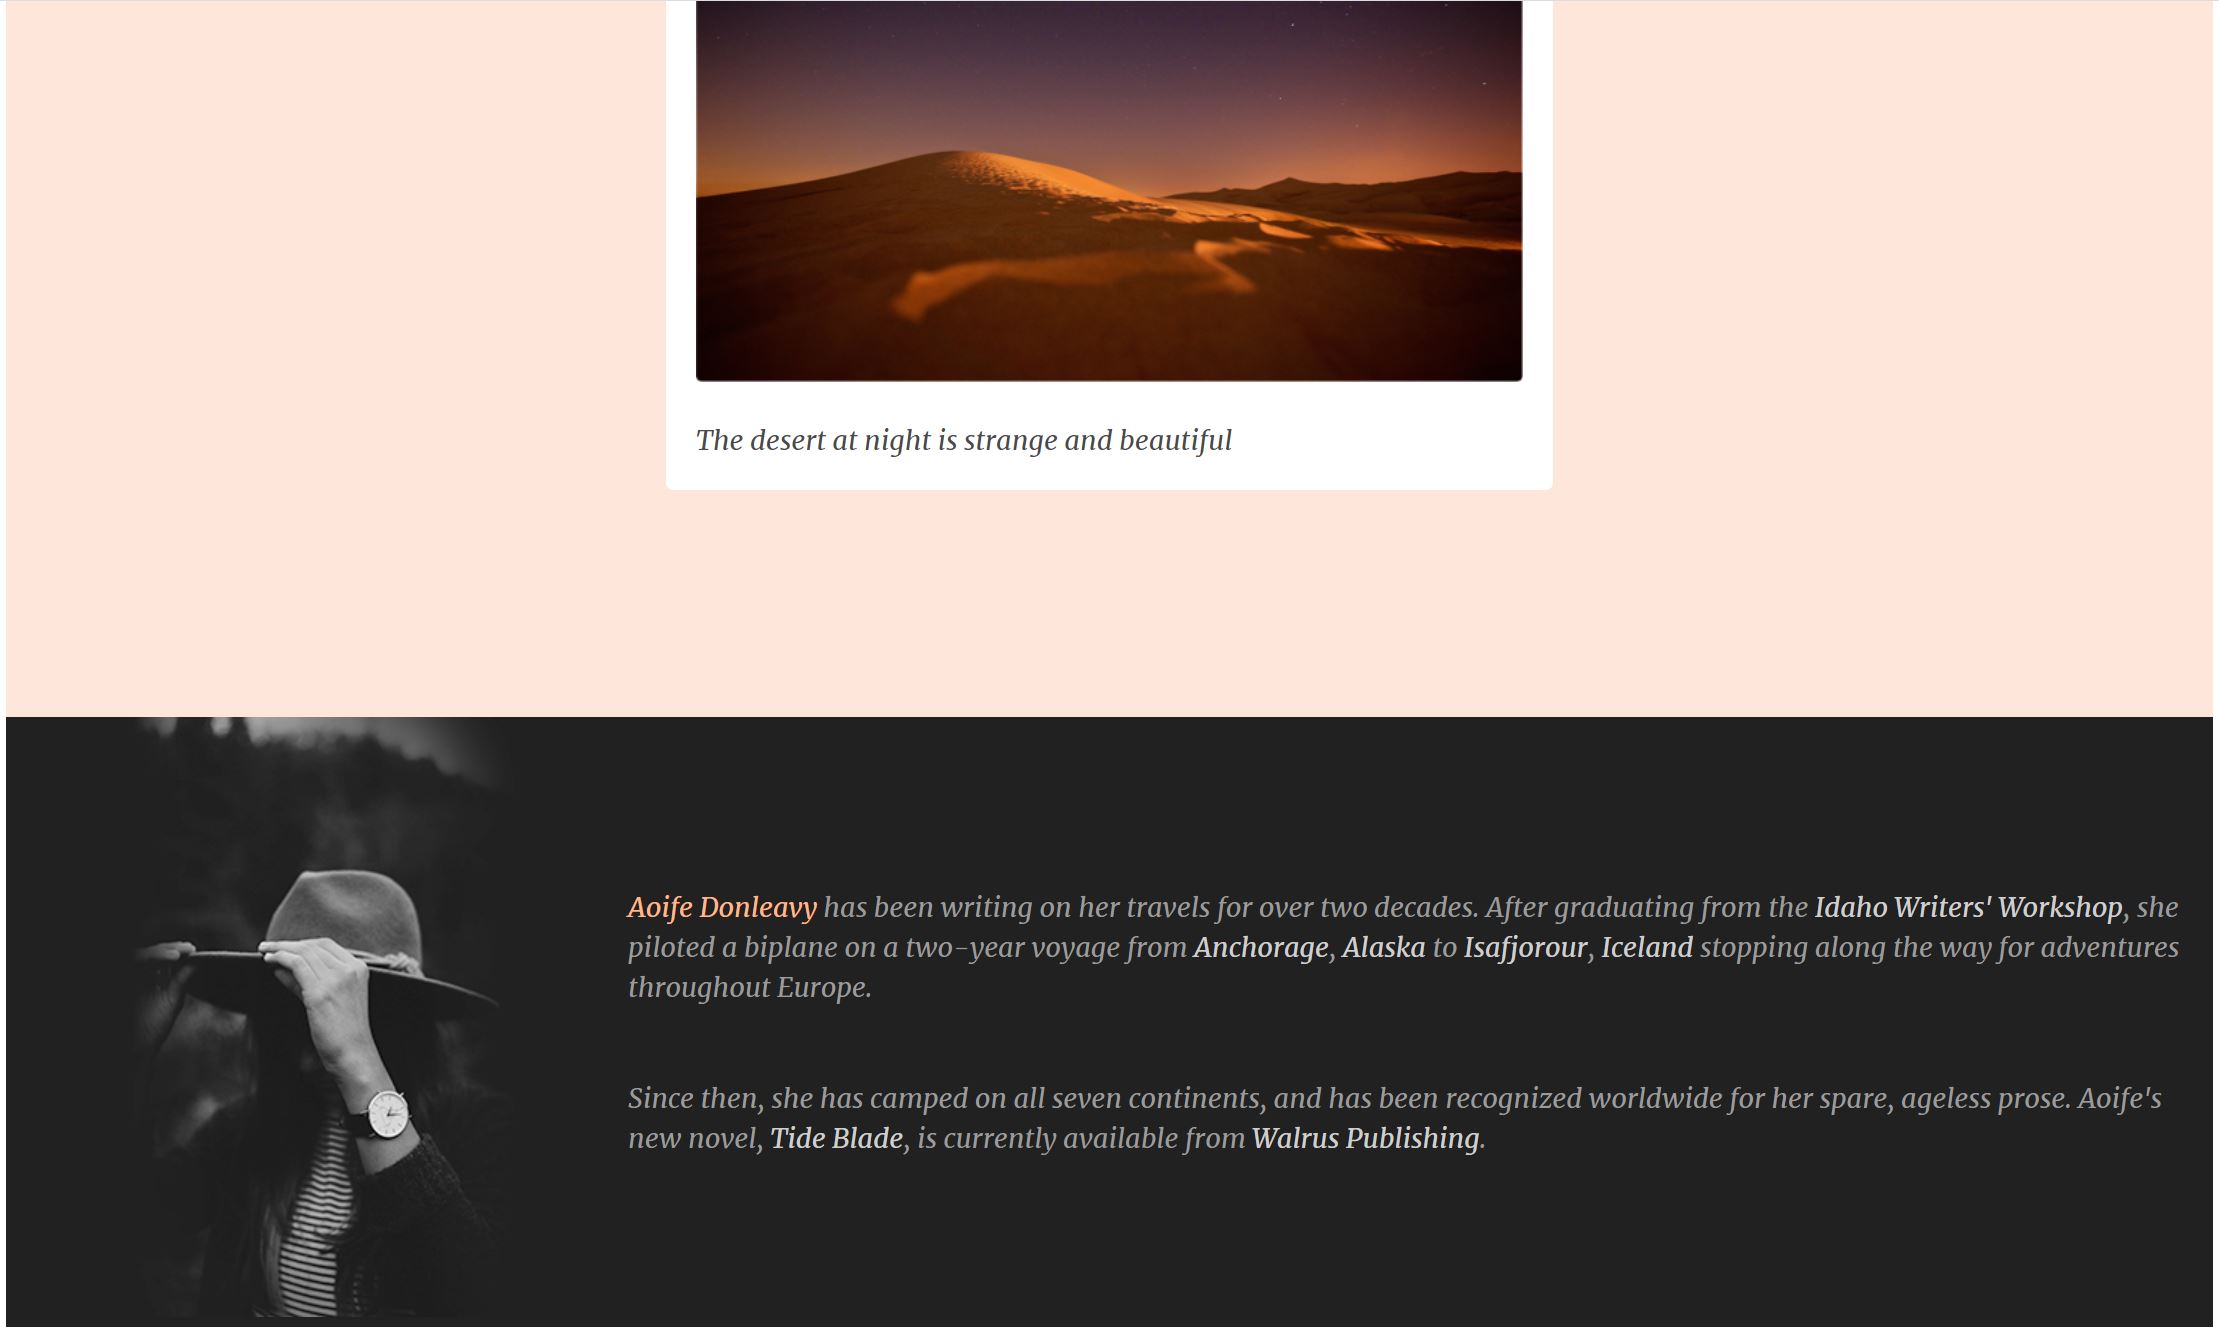 The desert at night is strange and beautiful
Aoife Donleavy has been writing on her travels for over two decades. After graduating from the Idaho Writers' Workshop, she
piloted a biplane on a two-year voyage from Anchorage, Alaska to Isafjorour, Iceland stopping along the way for adventures
throughout Europe.
Since then, she has camped on all seven continents, and has been recognized worldwide for her spare, ageless prose. Aoife's
new novel, Tide Blade, is currently available from Walrus Publishing.